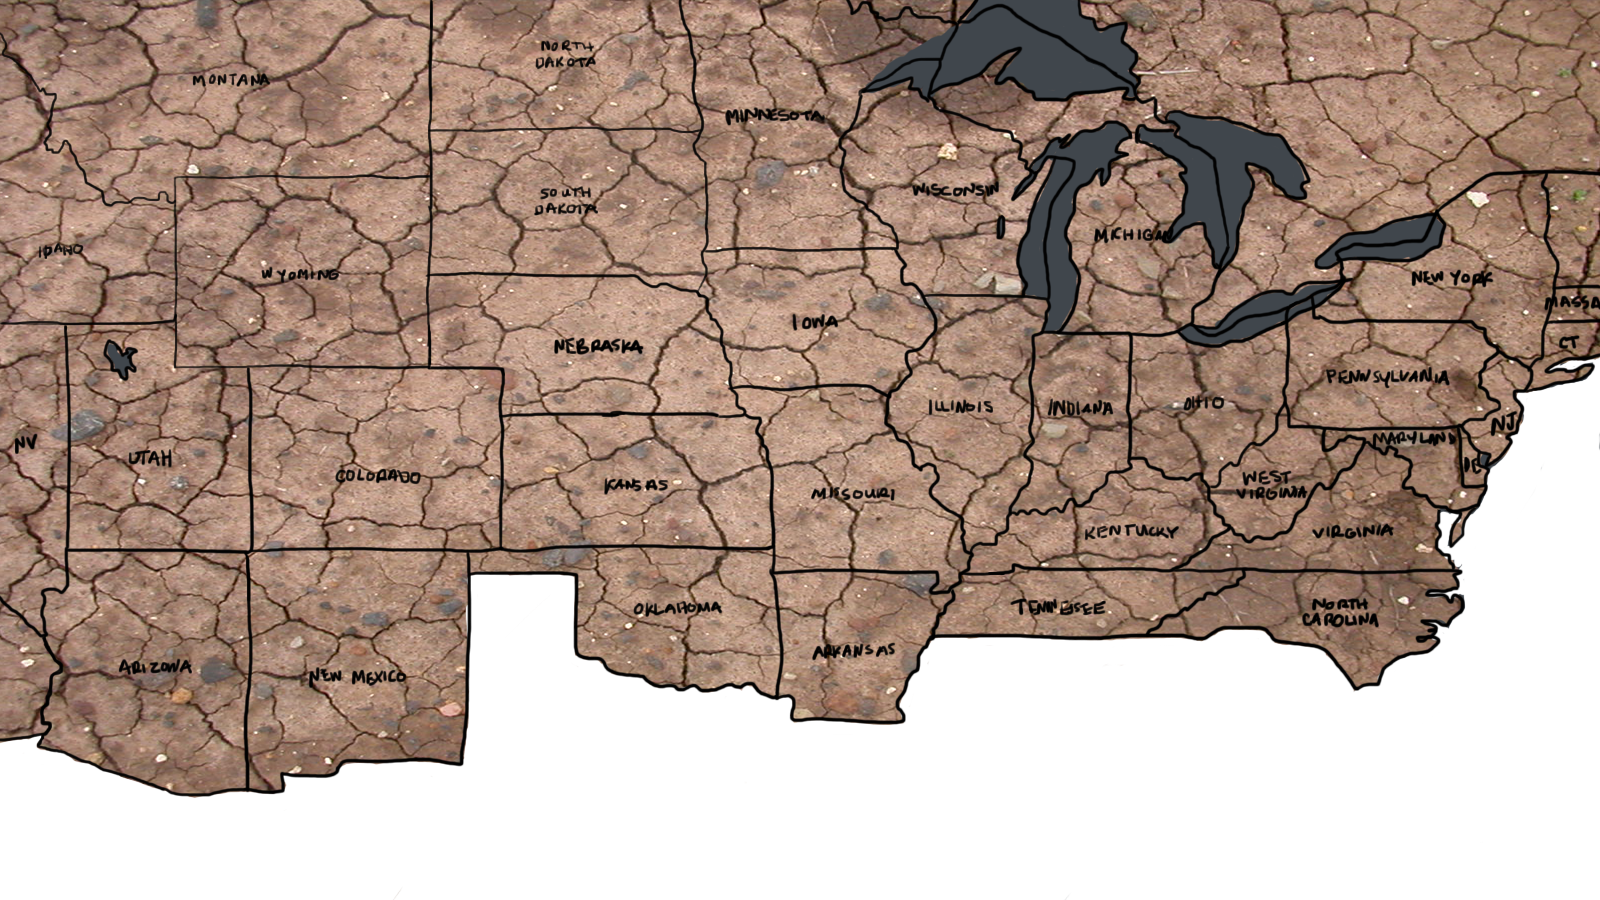 NORTH
DAKOTA
MONTANA
MINNESOTA
SOUTH
DAKOTA
WISCONSIN
MICHIGAN
IDAHO
WYOMING
NEW YORK
MASSA
IOWA
NEBRASKA
CT
PENNSYLVANIA
ILLINOIS
INDIANA
OHIO
NJ
MARYLAND
NV
UTAH
COLORADO
KANSAS
MISSOURI
DE
WEST
VIRGINIA
KENTUCKY
VIRGINIA
OKLAHOMA
TENNESSEE
NORTH
CAROLINA
ARKANSAS
ARIZONA
NEW MEXICO